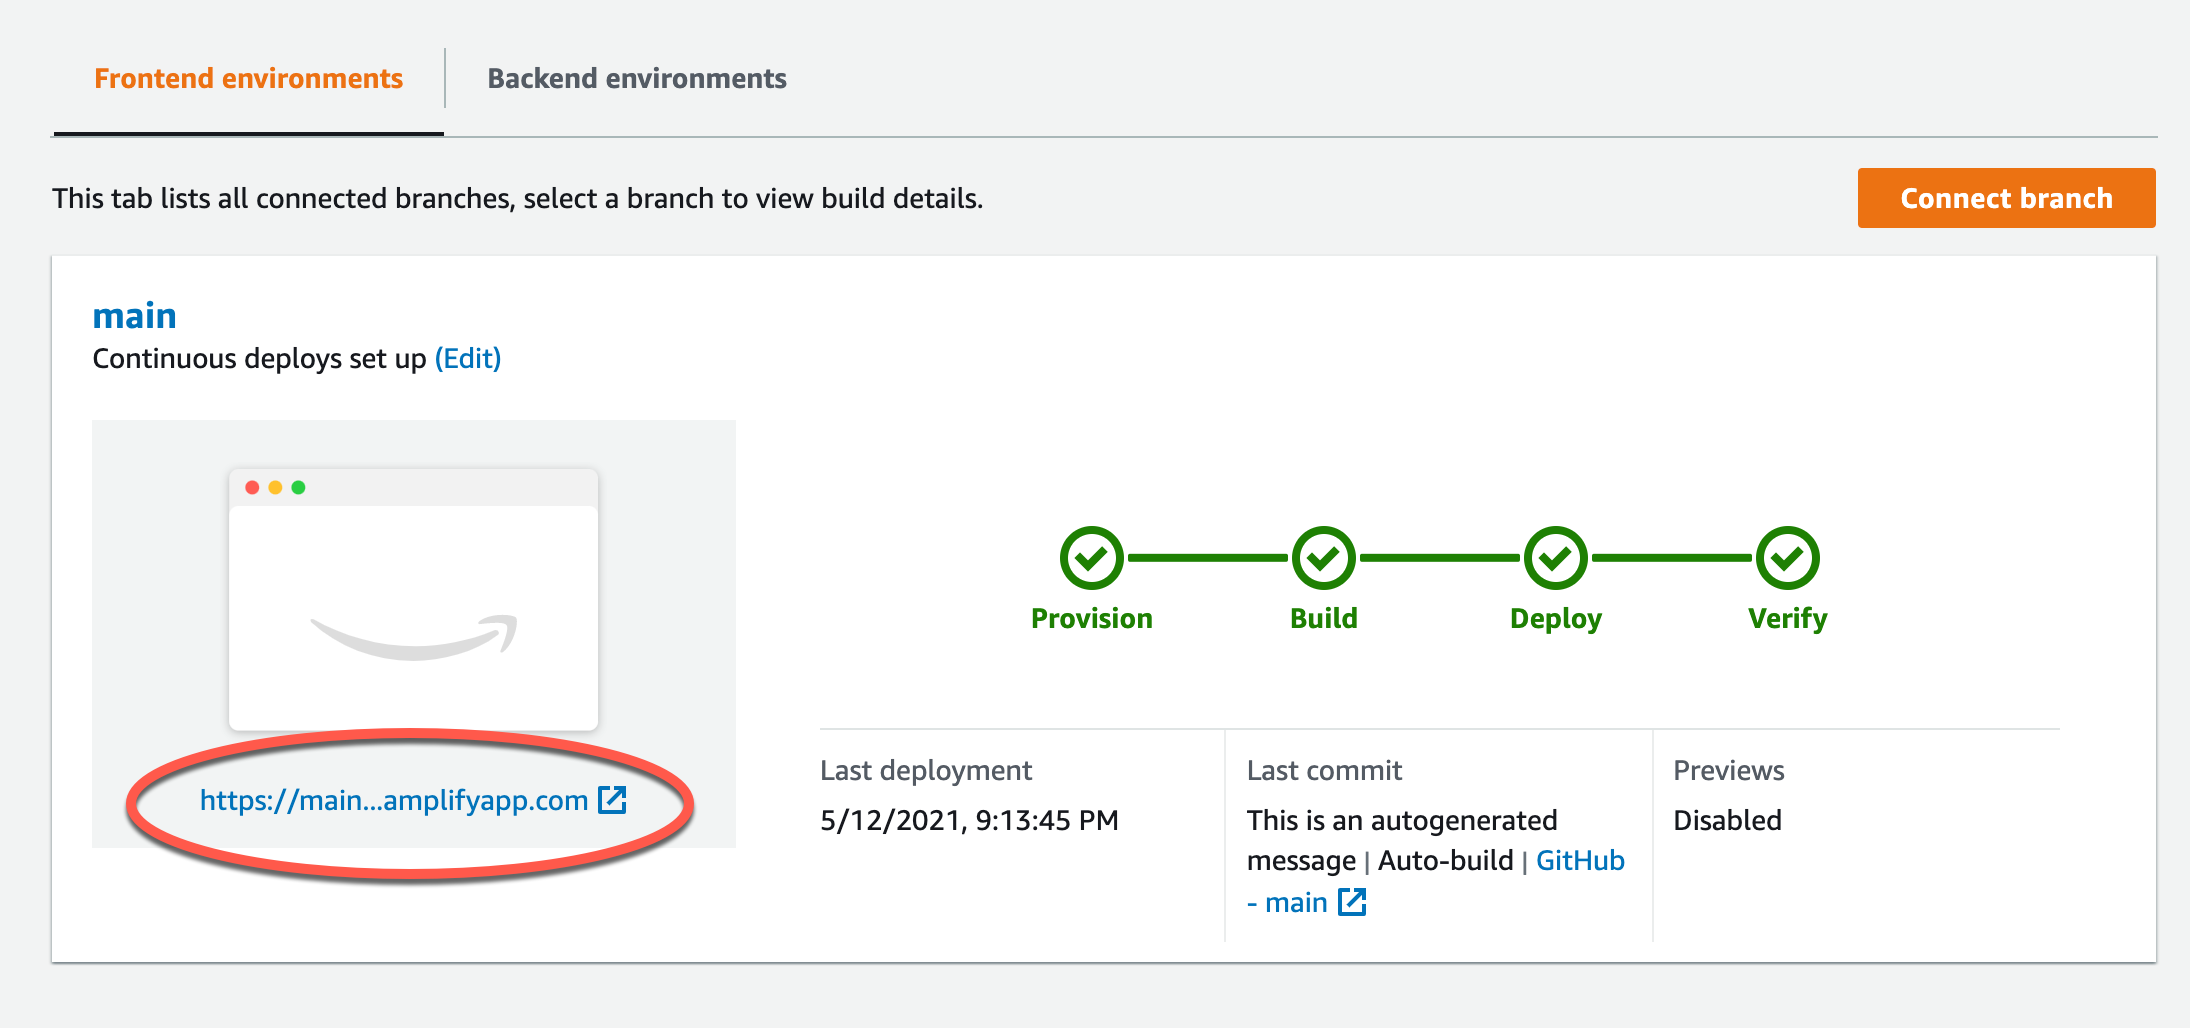 Frontend environments
Backend environments
This tab lists all connected branches, select a branch to view build details.
Connect branch
main
Continuous deploys set up (Edit)
https://main...amplifyapp.com
Provision
Build
Deploy
Verify
Last deployment
5/12/2021, 9:13:45 PM
Last commit
This is an autogenerated
message | Auto-build | GitHub
- main
Previews
Disabled